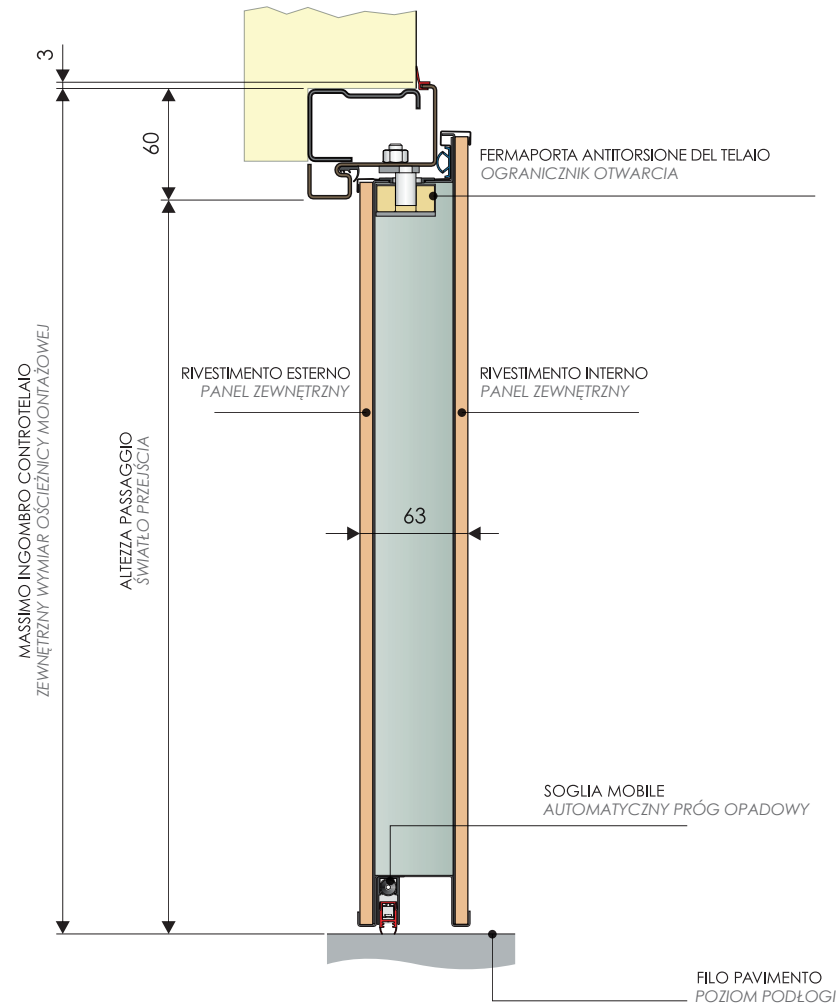 3
60
FERMAPORTA ANTITORSIONE DEL TELAIO
OGRANICZNIK OTWARCIA
MASSIMO INGOMBRO CONTROTELAIO
ZEWNĘTRZNY WYMIAR OŚCIEŻNICY MONTAŻOWEJ
ALTEZZA PASSAGGIO
ŚWIATŁO PRZEJŚCIA
RIVESTIMENTO ESTERNO
PANEL ZEWNĘTRZNY
RIVESTIMENTO INTERNO
PANEL ZEWNĘTRZNY
63
SOGLIA MOBILE
AUTOMATYCZNY PRÓG OPADOWY
FILO PAVIMENTO
POZIOM PODŁOGI